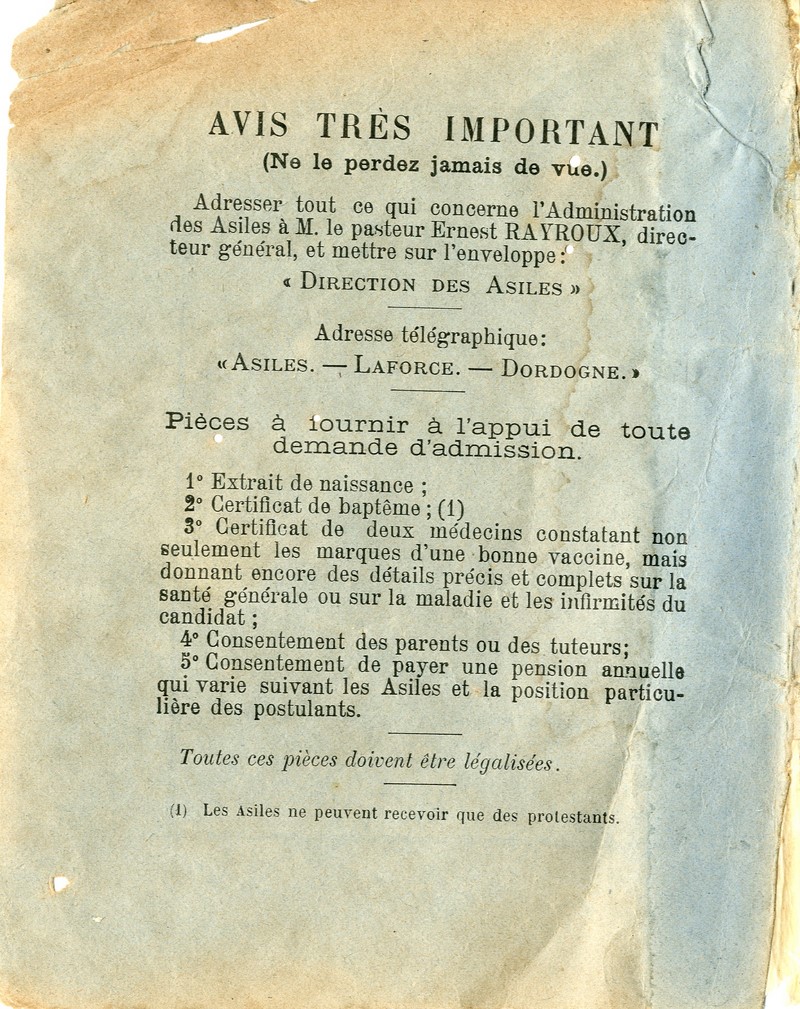 AVIS TRÈS IMPORTANT
(Ne le perdez jamais de vue.)
Adresser tout ce qui concerne l'Administration
des Asiles à M. le pasteur Ernest RAYROUX, direc-
teur général, et mettre sur l'enveloppe :
« DIRECTION DES ASILES »
Adresse télégraphique:
« ASILES. — LAFORCE. — DORDOGNE. »
Pièces à fournir à l'appui de toute
demande d'admission.
1° Extrait de naissance ;
2° Certificat de baptême ; (1)
3° Certificat de deux médecins constatant non
seulement les marques d'une bonne vaccine, mais
donnant encore des détails précis et complets sur la
santé générale ou sur la maladie et les infirmités du
candidat ;
4° Consentement des parents ou des tuteurs;
5° Consentement de payer une pension annuelle
qui varie suivant les Asiles et la position particu-
lière des postulants.
Toutes ces pièces doivent être légalisées.
(1) Les Asiles ne peuvent recevoir que des protestants.